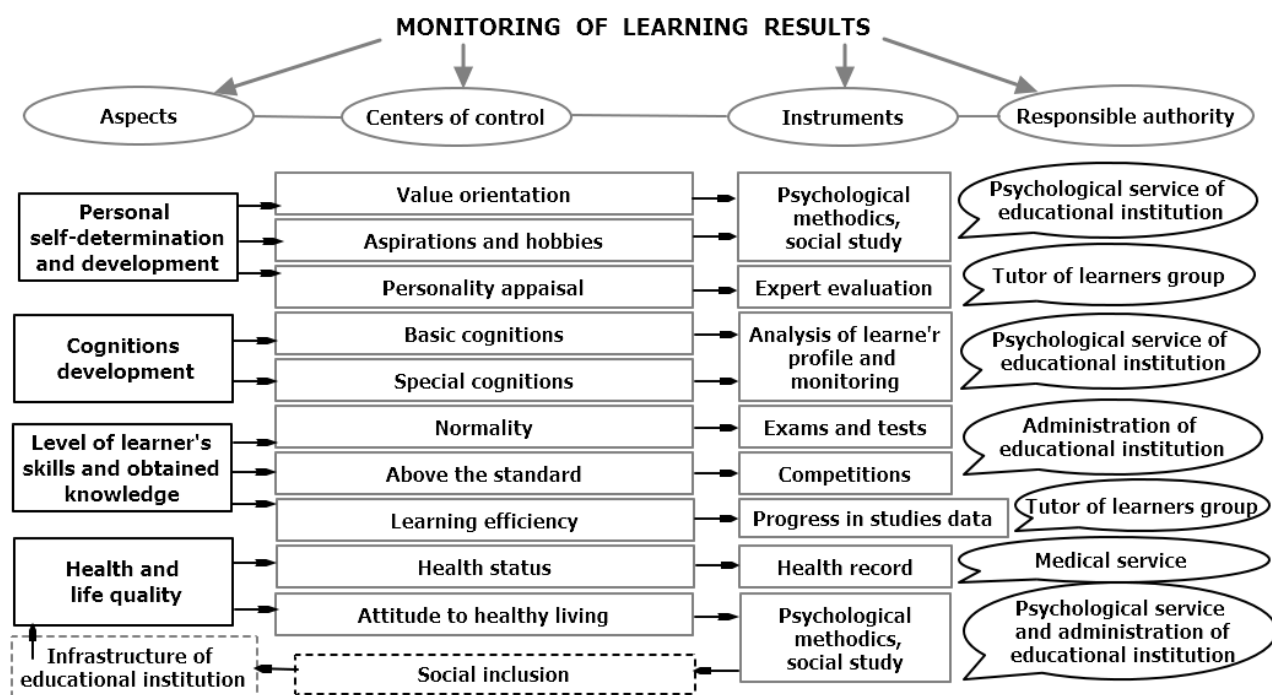 MONITORING OF LEARNING RESULTS
Aspects
Centers of control
Instruments
Responsible authority
Personal
self-determination
and development
Value orientation
Aspirations and hobbies
Personality appaisal
Psychological
methodics,
social study
Expert evaluation
Psychological service of
educational institution
Tutor of learners group
Cognitions
development
Basic cognitions
Special cognitions
Analysis of learne'r
profile and
monitoring
Psychological service of
educational institution
Level of learner's
skills and obtained
knowledge
Normality
Above the standard
Learning efficiency
Exams and tests
Competitions
Progress in studies data
Administration of
educational institution
Tutor of learners group
Health and
life quality
Health status
Attitude to healthy living
Health record
Psychological
methodics,
social study
Medical service
Psychological service
and administration of
educational institution
Infrastructure of
educational institution
Social inclusion